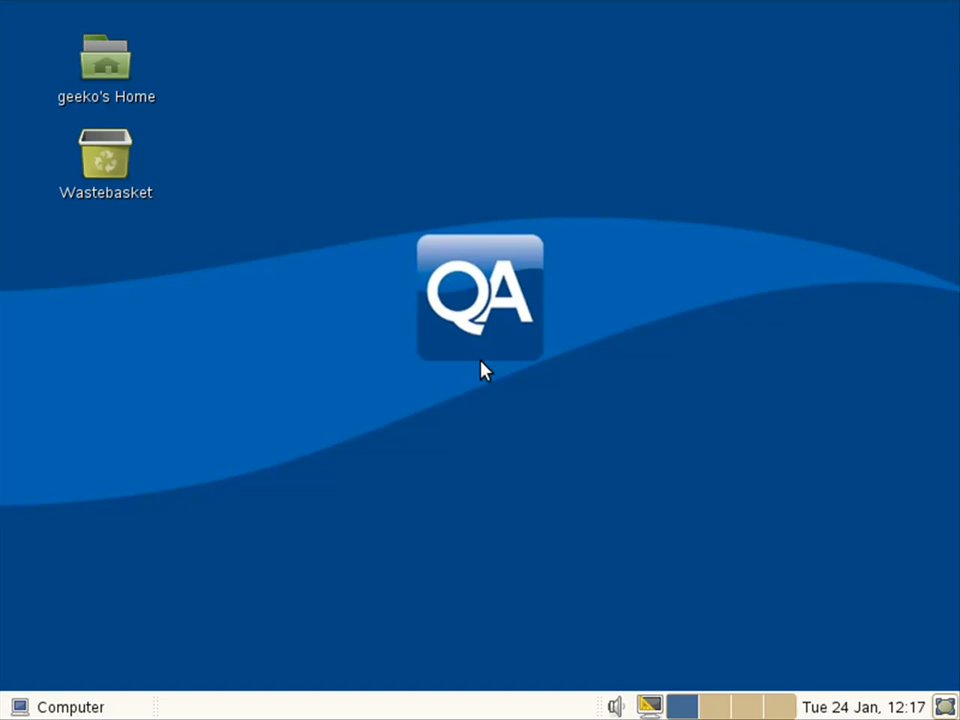 geeko's Home
Wastebasket
QA
Computer
Tue 24 Jan, 12:17